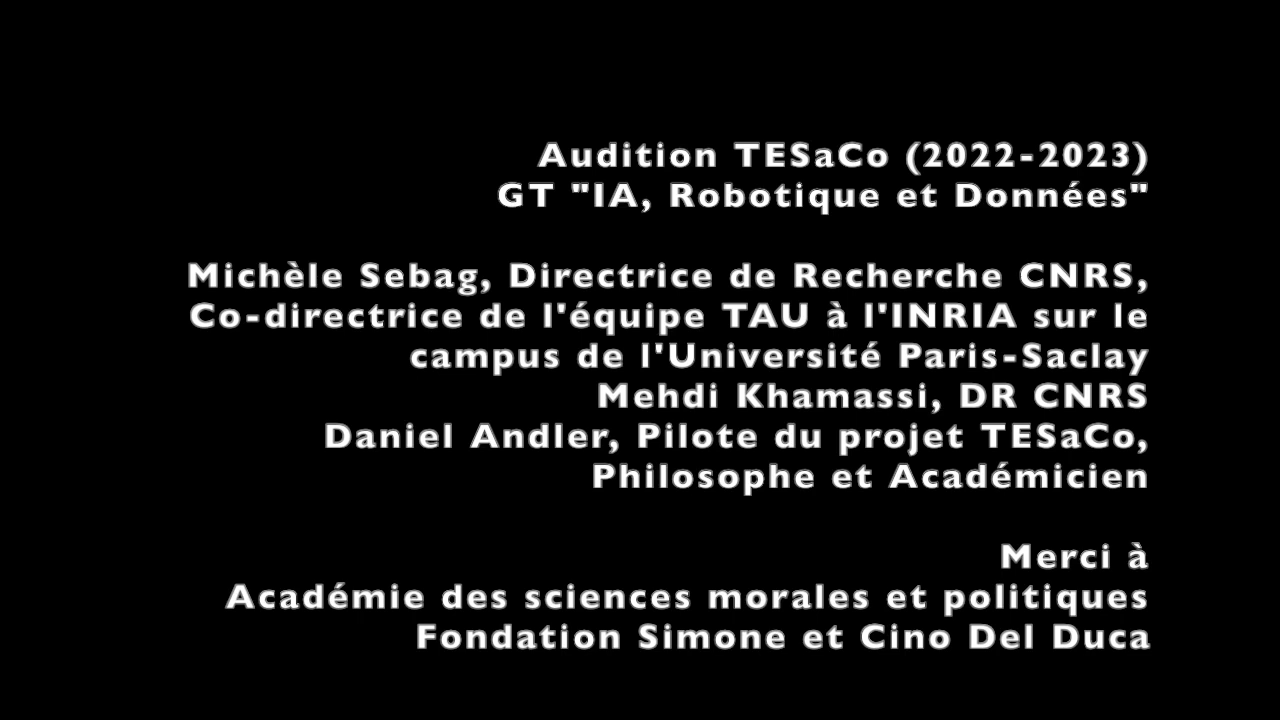 Audition TESaCo (2022-2023)
GT "IA, Robotique et Données"
Michèle Sebag, Directrice de Recherche CNRS,
Co-directrice de l'équipe TAU à l'INRIA sur le
campus de l'Université Paris-Saclay
Mehdi Khamassi, DR CNRS
Daniel Andler, Pilote du projet TESaCo,
Philosophe et Académicien
Merci à
Académie des sciences morales et politiques
Fondation Simone et Cino Del Duca